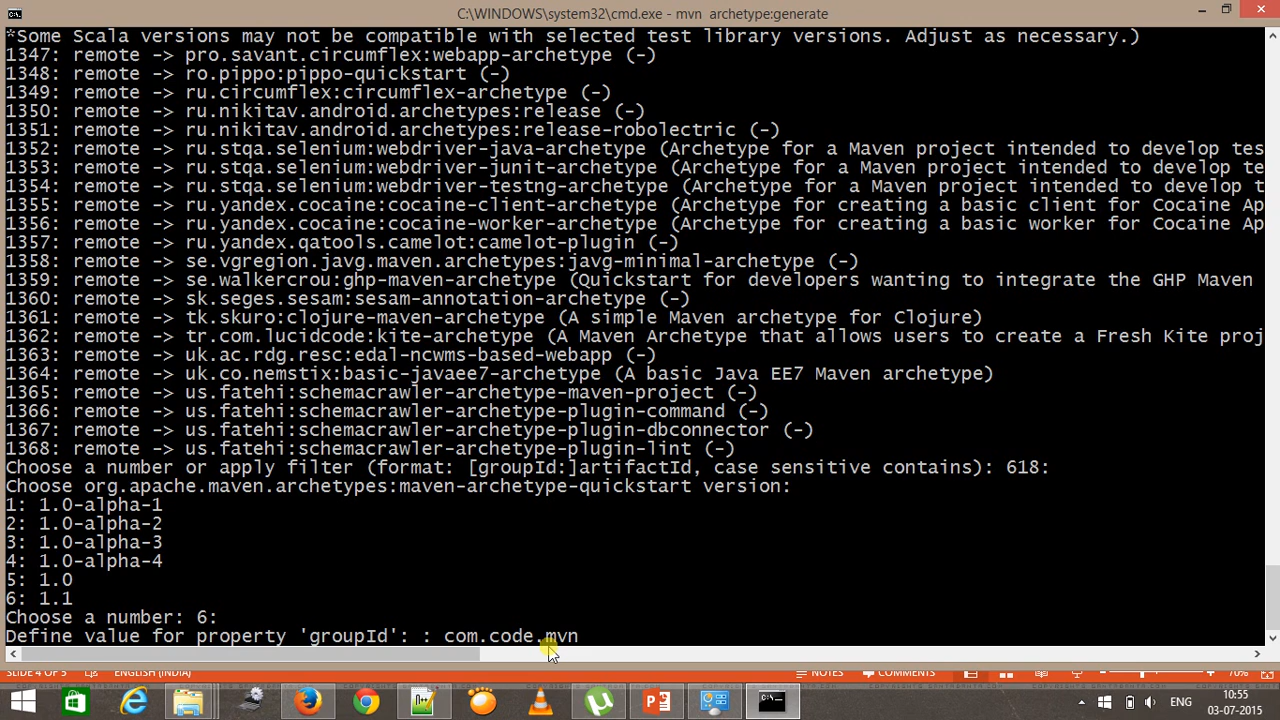 C:\WINDOWS\system32\cmd.exe - mvn archetype:generate
*Some Scala versions may not be compatible with selected test library versions. Adjust as necessary.)
1347: remote -> pro.savant.circumflex:webapp-archetype (-)
1348: remote -> ro.pippo:pippo-quickstart (-)
1349: remote -> ru.circumflex:circumflex-archetype (-)
1350: remote -> ru.nikitav.android.archetypes:release (-)
1351: remote -> ru.nikitav.android.archetypes:release-robolectric (-)
1352: remote -> ru.stqa.selenium:webdriver-java-archetype (Archetype for a Maven project intended to develop tes
1353: remote -> ru.stqa.selenium:webdriver-junit-archetype (Archetype for a Maven project intended to develop te
1354: remote -> ru.stqa.selenium:webdriver-testng-archetype (Archetype for a Maven project intended to develop t
1355: remote -> ru.yandex.cocaine:cocaine-client-archetype (Archetype for creating a basic client for Cocaine Ap
1356: remote -> ru.yandex.cocaine:cocaine-worker-archetype (Archetype for creating a basic worker for Cocaine Ap
1357: remote -> ru.yandex.qatools.camelot:camelot-plugin (-)
1358: remote -> se.vgregion.javg.maven.archetypes:javg-minimal-archetype (-)
1359: remote -> se.walkercrou:ghp-maven-archetype (Quickstart for developers wanting to integrate the GHP Maven
1360: remote -> sk.seges.sesam:sesam-annotation-archetype (-)
1361: remote -> tk.skuro:clojure-maven-archetype (A simple Maven archetype for Clojure)
1362: remote -> tr.com.lucidcode:kite-archetype (A Maven Archetype that allows users to create a Fresh Kite proj
1363: remote -> uk.ac.rdg.resc:edal-ncwms-based-webapp (-)
1364: remote -> uk.co.nemstix:basic-javaee7-archetype (A basic Java EE7 Maven archetype)
1365: remote -> us.fatehi:schemacrawler-archetype-maven-project (-)
1366: remote -> us.fatehi:schemacrawler-archetype-plugin-command (-)
1367: remote -> us.fatehi:schemacrawler-archetype-plugin-dbconnector (-)
1368: remote -> us.fatehi:schemacrawler-archetype-plugin-lint (-)
Choose a number or apply filter (format: [groupId:]artifactId, case sensitive contains): 618:
Choose org.apache.maven.archetypes:maven-archetype-quickstart version:
1: 1.0-alpha-1
2: 1.0-alpha-2
3: 1.0-alpha-3
4: 1.0-alpha-4
5: 1.0
6: 1.1
Choose a number: 6:
Define value for property 'groupId': : com.code.mvn
SLIDE 4 OF 5 ENGLISH (INDIA) NOTES COMMENTS 70%
ENG 10:55
03-07-2015